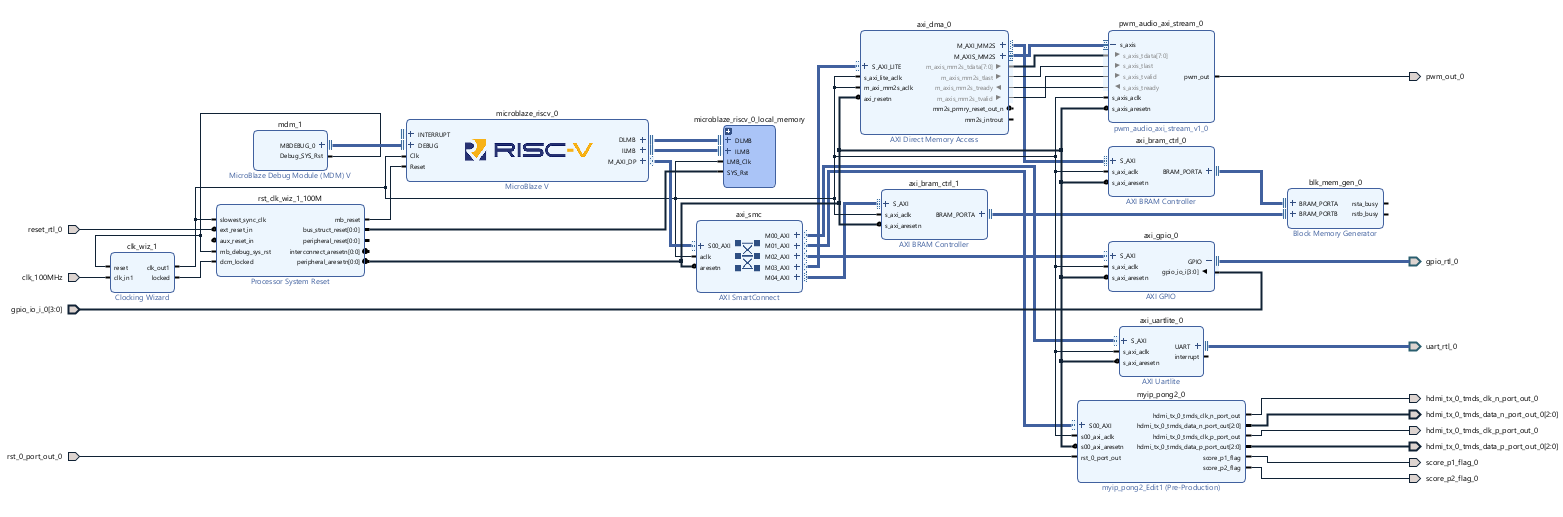 axi_dma_0
M_AXI_MM2S
M_AXIS_MM2S
S_AXI_LITE
m_axis_mm2s_tdata[7:0]
s_axi_lite_aclk
m_axis_mm2s_tlast
m_axi_mm2s_aclk
m_axis_mm2s_tready
axi_resetn
m_axis_mm2s_tvalid
mm2s_prmry_reset_out_n
mm2s_introut
AXI Direct Memory Access
pwm_audio_axi_stream_0
s_axis
s_axis_tdata[7:0]
s_axis_tlast
s_axis_tvalid
pwm_out
s_axis_tready
s_axis_aclk
s_axis_aresetn
pwm_audio_axi_stream_v1_0
pwm_out_0
mdm_1
MBDEBUG_0
Debug_SYS_Rst
MicroBlaze Debug Module (MDM) V
microblaze_riscv_0
INTERRUPT
DEBUG
Clk
Reset
RISC-V
DLMB
ILMB
M_AXI_DP
MicroBlaze V
microblaze_riscv_0_local_memory
DLMB
ILMB
LMB_Clk
SYS_Rst
axi_bram_ctrl_0
S_AXI
s_axi_aclk
BRAM_PORTA
s_axi_aresetn
AXI BRAM Controller
axi_bram_ctrl_1
S_AXI
s_axi_aclk
BRAM_PORTA
s_axi_aresetn
AXI BRAM Controller
blk_mem_gen_0
BRAM_PORTA
rsta_busy
BRAM_PORTB
rstb_busy
Block Memory Generator
rst_clk_wiz_1_100M
slowest_sync_clk
mb_reset
ext_reset_in
bus_struct_reset[0:0]
aux_reset_in
peripheral_reset[0:0]
mb_debug_sys_rst
interconnect_aresetn[0:0]
dcm_locked
peripheral_aresetn[0:0]
Processor System Reset
reset_rtl_0
clk_100MHz
gpio_io_i_0[3:0]
clk_wiz_1
reset
clk_out1
clk_in1
locked
Clocking Wizard
axi_smc
S00_AXI
aclk
aresetn
M00_AXI
M01_AXI
M02_AXI
M03_AXI
M04_AXI
AXI SmartConnect
axi_gpio_0
S_AXI
GPIO
s_axi_aclk
gpio_io_i[3:0]
s_axi_aresetn
AXI GPIO
gpio_rtl_0
axi_uartlite_0
S_AXI
UART
s_axi_aclk
interrupt
s_axi_aresetn
AXI Uartlite
uart_rtl_0
myip_pong2_0
hdmi_tx_0_tmds_clk_n_port_out
S00_AXI
hdmi_tx_0_tmds_data_n_port_out[2:0]
s00_axi_aclk
hdmi_tx_0_tmds_clk_p_port_out
s00_axi_aresetn
hdmi_tx_0_tmds_data_p_port_out[2:0]
rst_0_port_out
score_p1_flag
score_p2_flag
myip_pong2_Edit1 (Pre-Production)
rst_0_port_out_0
hdmi_tx_0_tmds_clk_n_port_out_0
hdmi_tx_0_tmds_data_n_port_out_0[2:0]
hdmi_tx_0_tmds_clk_p_port_out_0
hdmi_tx_0_tmds_data_p_port_out_0[2:0]
score_p1_flag_0
score_p2_flag_0